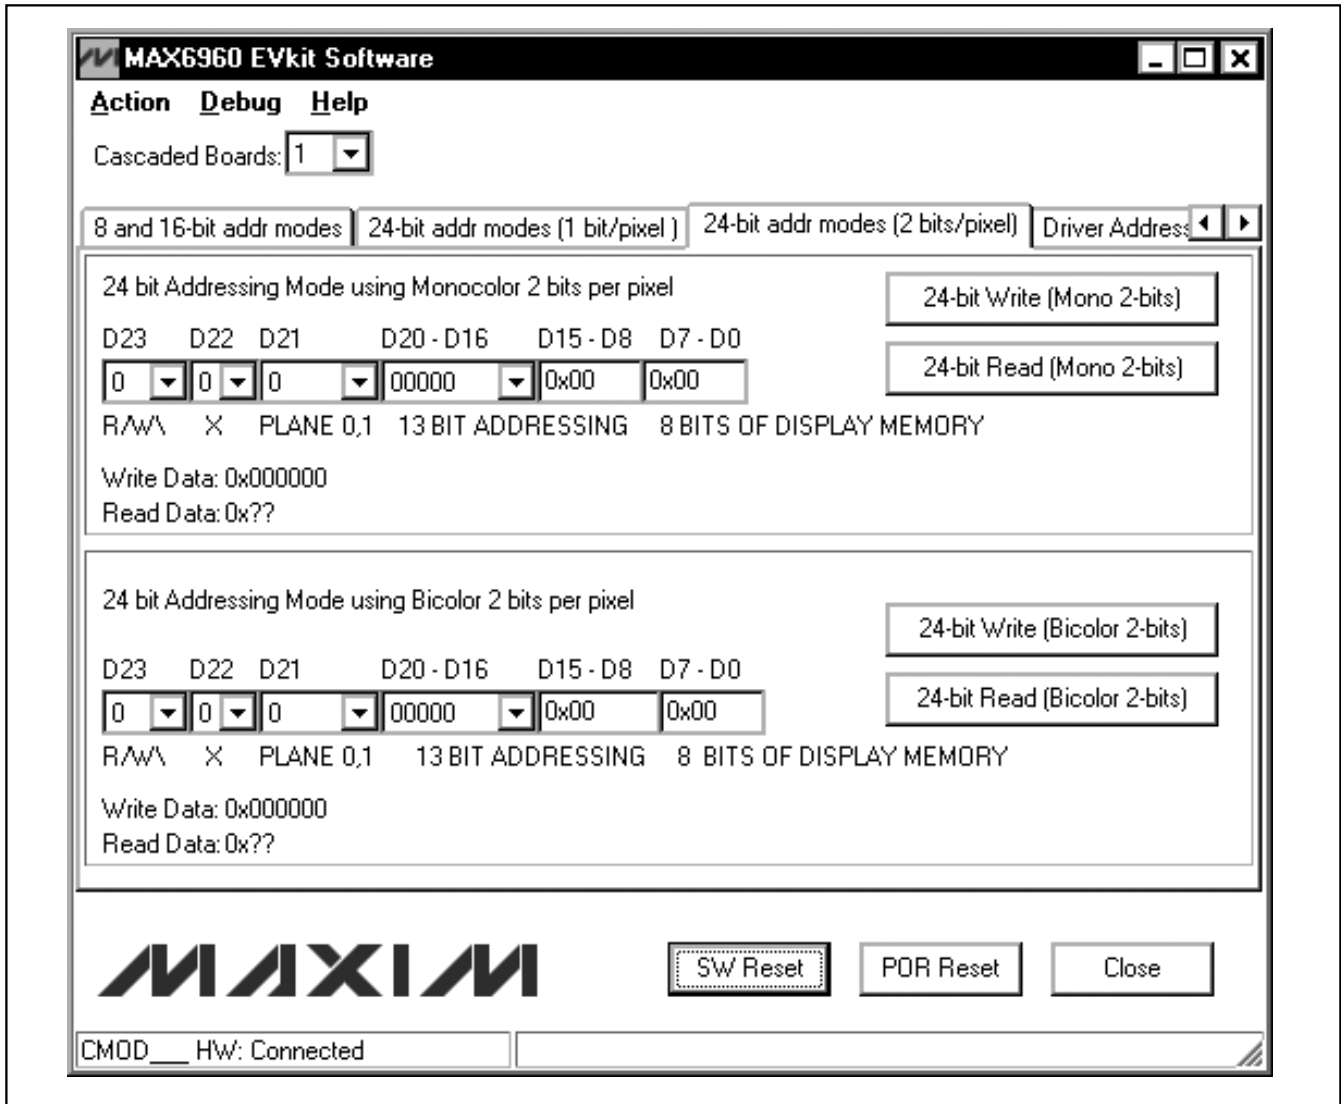 MAX6960 EVkit Software
Action Debug Help
Cascaded Boards: 1
8 and 16-bit addr modes 24-bit addr modes (1 bit/pixel ) 24-bit addr modes (2 bits/pixel) Driver Address
24 bit Addressing Mode using Monocolor 2 bits per pixel
24-bit Write (Mono 2-bits)
D23 D22 D21 D20 - D16 D15 - D8 D7 - D0
24-bit Read (Mono 2-bits)
0 0 0 00000 0x00 0x00
R/W\ X PLANE 0,1 13 BIT ADDRESSING 8 BITS OF DISPLAY MEMORY
Write Data: 0x000000
Read Data: 0x??
24 bit Addressing Mode using Bicolor 2 bits per pixel
24-bit Write (Bicolor 2-bits)
D23 D22 D21 D20 - D16 D15 - D8 D7 - D0
24-bit Read (Bicolor 2-bits)
0 0 0 00000 0x00 0x00
R/W\ X PLANE 0,1 13 BIT ADDRESSING 8 BITS OF DISPLAY MEMORY
Write Data: 0x000000
Read Data: 0x??
MAXIM
SW Reset POR Reset Close
CMOD___ HW: Connected